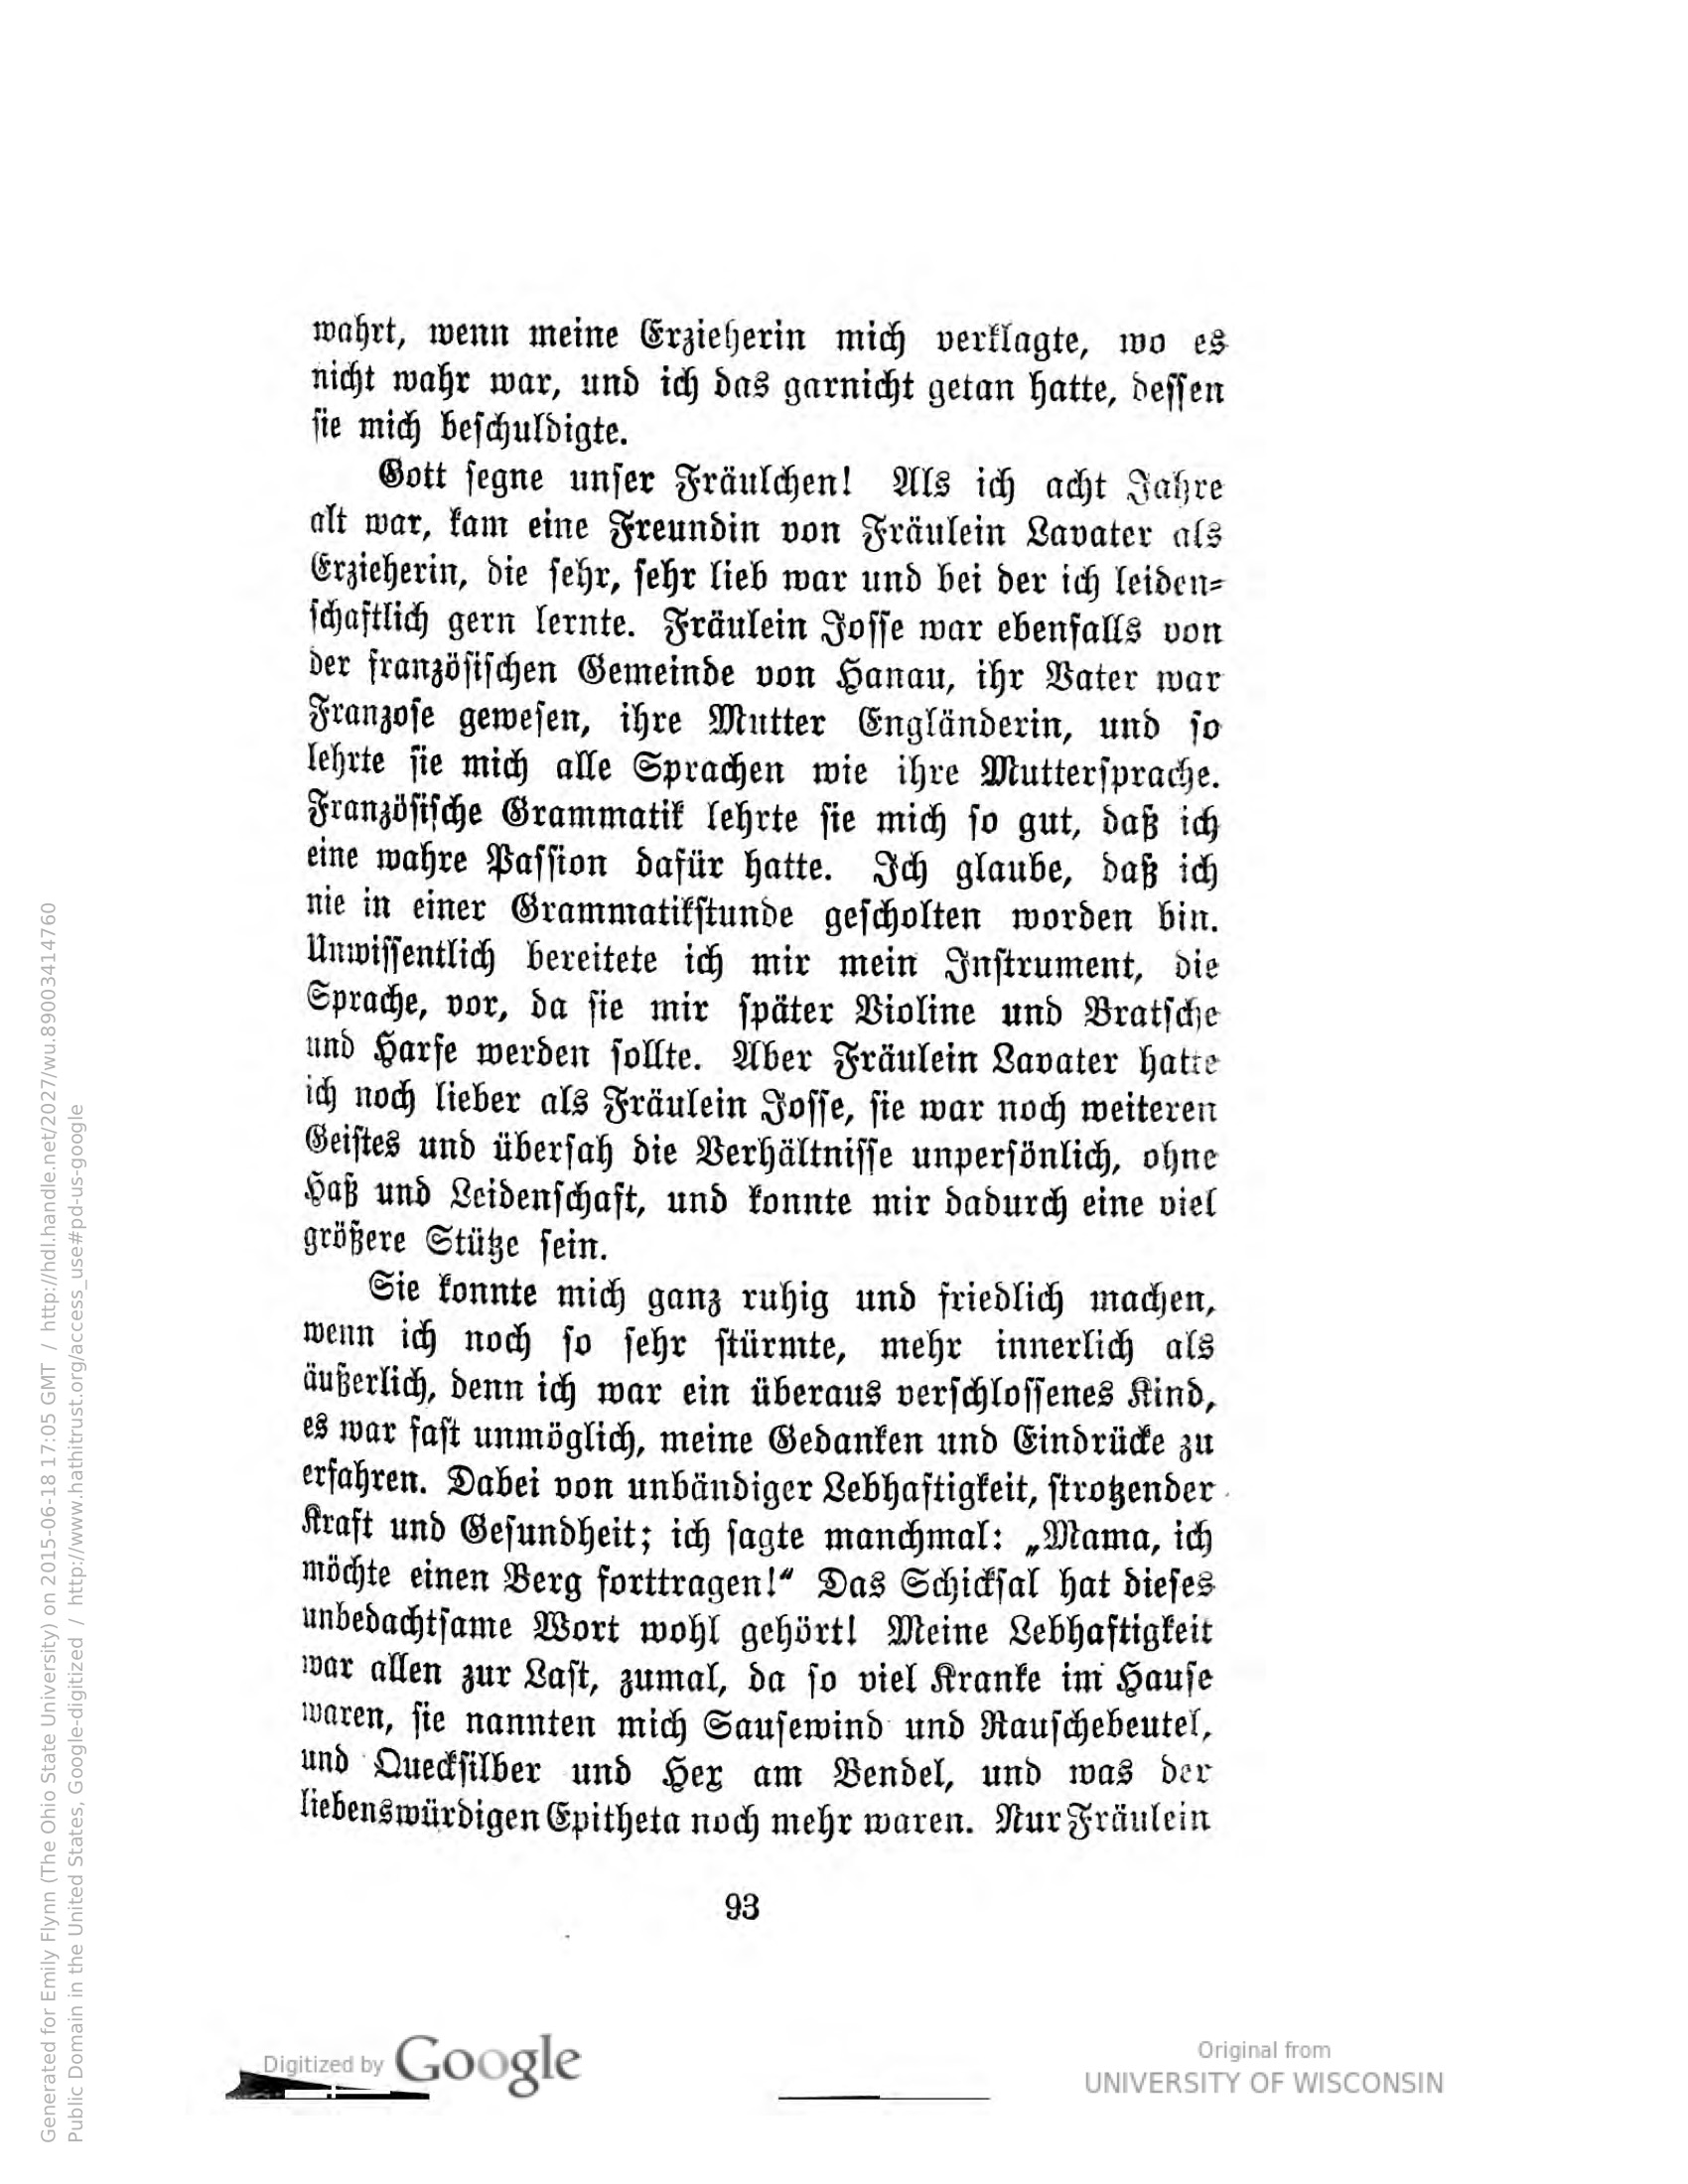 wahrt, wenn meine Erzieherin mich verklagte, wo es
nicht wahr war, und ich das garnicht getan hatte, dessen
sie mich beschuldigte.
Gott segne unser Fräulchen! Als ich acht Jahre
alt war, kam eine Freundin von Fräulein Lavater als
Erzieherin, die sehr, sehr lieb war und bei der ich leiden-
schaftlich gern lernte. Fräulein Josse war ebenfalls von
der französischen Gemeinde von Hanau, ihr Vater war
Franzose gewesen, ihre Mutter Engländerin, und so
lehrte sie mich alle Sprachen wie ihre Muttersprache.
Französische Grammatik lehrte sie mich so gut, daß ich
eine wahre Passion dafür hatte. Ich glaube, daß ich
nie in einer Grammatikstunde gescholten worden bin.
Unwissentlich bereitete ich mir mein Instrument, die
Sprache, vor, da sie mir später Violine und Bratsche
und Harfe werden sollte. Aber Fräulein Lavater hatte
ich noch lieber als Fräulein Josse, sie war noch weiteren
Geistes und übersah die Verhältnisse unpersönlich, ohne
Haß und Leidenschaft, und konnte mir dadurch eine viel
größere Stütze sein.
Sie konnte mich ganz ruhig und friedlich machen,
wenn ich noch so sehr stürmte, mehr innerlich als
äußerlich, denn ich war ein überaus verschlossenes Kind,
es war fast unmöglich, meine Gedanken und Eindrücke zu
erfahren. Dabei von unbändiger Lebhaftigkeit, strotzender
Kraft und Gesundheit; ich sagte manchmal: „Mama, ich
möchte einen Berg forttragen!“ Das Schicksal hat dieses
unbedachtsame Wort wohl gehört! Meine Lebhaftigkeit
war allen zur Last, zumal, da so viel Kranke im Hause
waren, sie nannten mich Sausewind und Rauschebeutel,
und Quecksilber und Hex am Bendel, und was der
liebenswürdigen Epitheta noch mehr waren. Nur Fräulein
93
Digitized by Google
Original from
UNIVERSITY OF WISCONSIN
Generated for Emily Flynn (The Ohio State University) on 2015-06-18 17:05 GMT / http://hdl.handle.net/2027/wu.89003414760
Public Domain in the United States, Google-digitized / http://www.hathitrust.org/access_use#pd-us-google